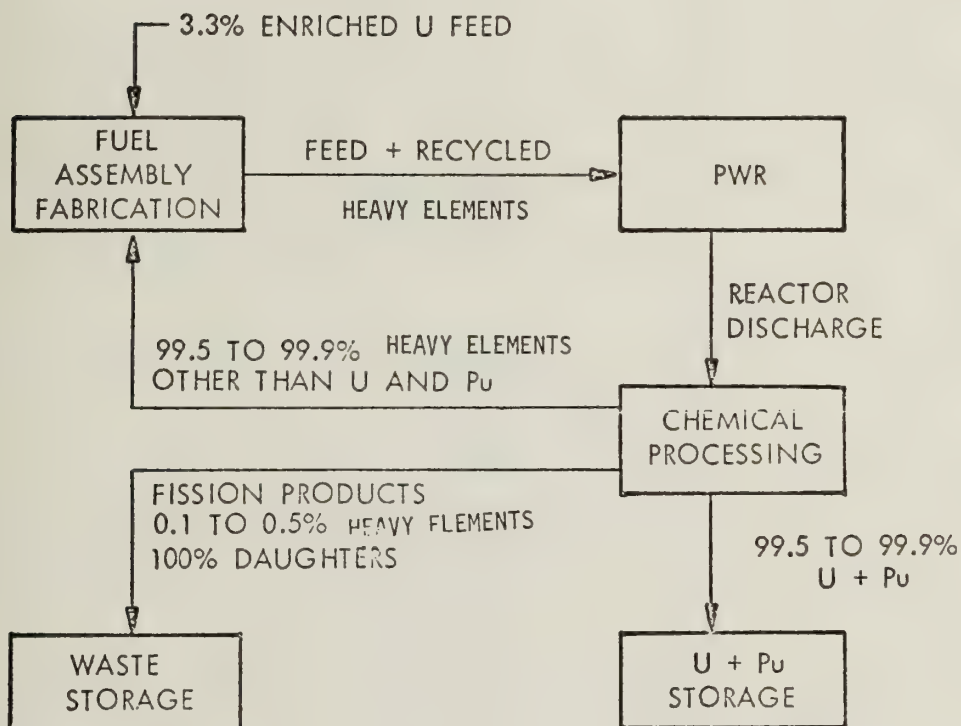 3.3% ENRICHED U FEED
FUEL
ASSEMBLY
FABRICATION
FEED + RECYCLED
HEAVY ELEMENTS
PWR
REACTOR
DISCHARGE
99.5 TO 99.9% HEAVY ELEMENTS
OTHER THAN U AND Pu
CHEMICAL
PROCESSING
FISSION PRODUCTS
0.1 TO 0.5% HEAVY FLEMENTS
100% DAUGHTERS
99.5 TO 99.9%
U + Pu
WASTE
STORAGE
U + Pu
STORAGE